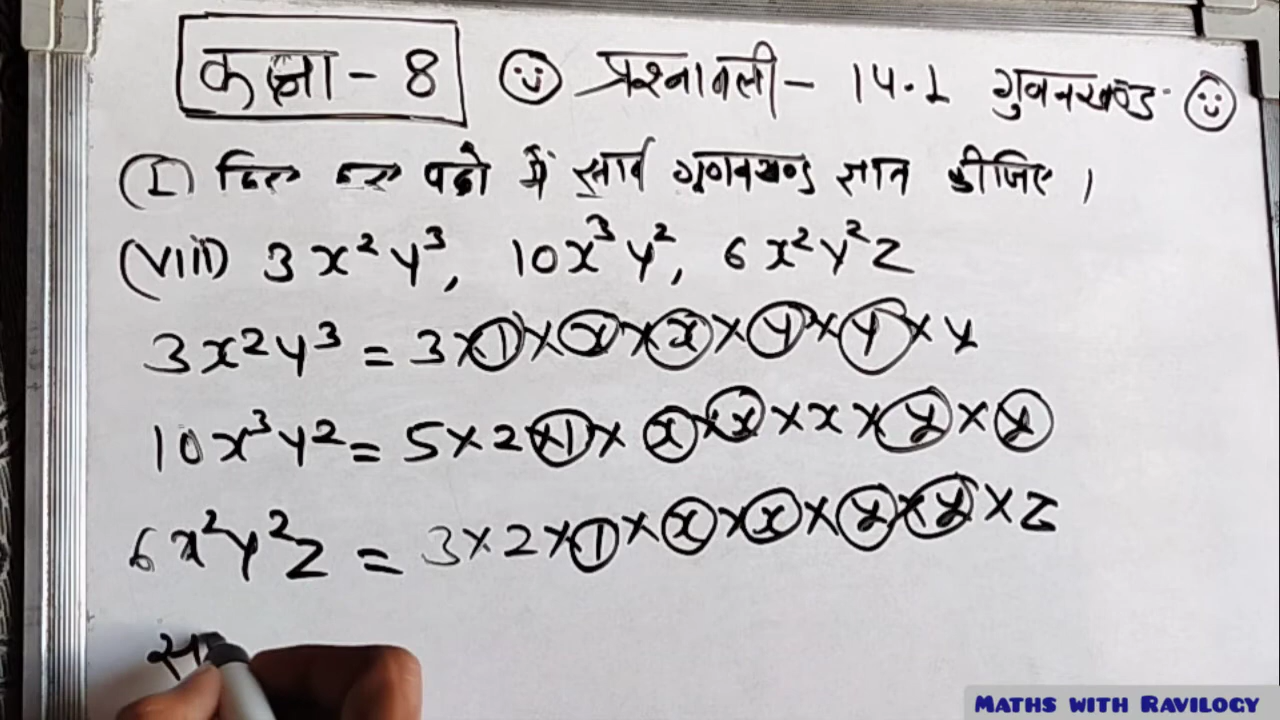 कक्षा - 8 प्रश्नावली - 14.1 गुणनखण्ड
(I) दिए गए पदो में सार्व गुणनखण्ड ज्ञात कीजिए ।
(viii) 3x²y³, 10x³y², 6x²y²z
3x²y³ = 3×1×x×x×y×y×y
10x³y² = 5×2×1×x×x×x×y×y
6x²y²z = 3×2×1×x×x×y×y×z
MATHS WITH RAVILOGY